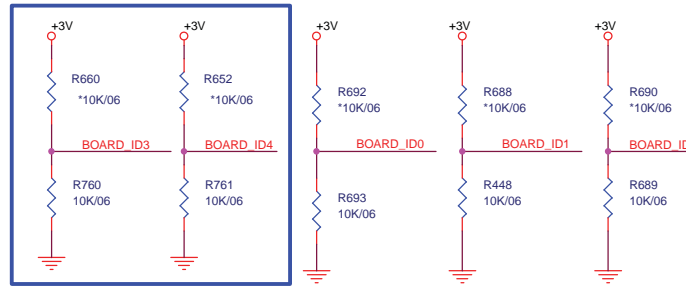 +3V
+3V
+3V
+3V
+3V
R660
*10K/06
R652
*10K/06
R692
*10K/06
R688
*10K/06
R690
*10K/06
BOARD_ID3
BOARD_ID4
BOARD_ID0
BOARD_ID1
BOARD_ID
R760
10K/06
R761
10K/06
R693
10K/06
R448
10K/06
R689
10K/06